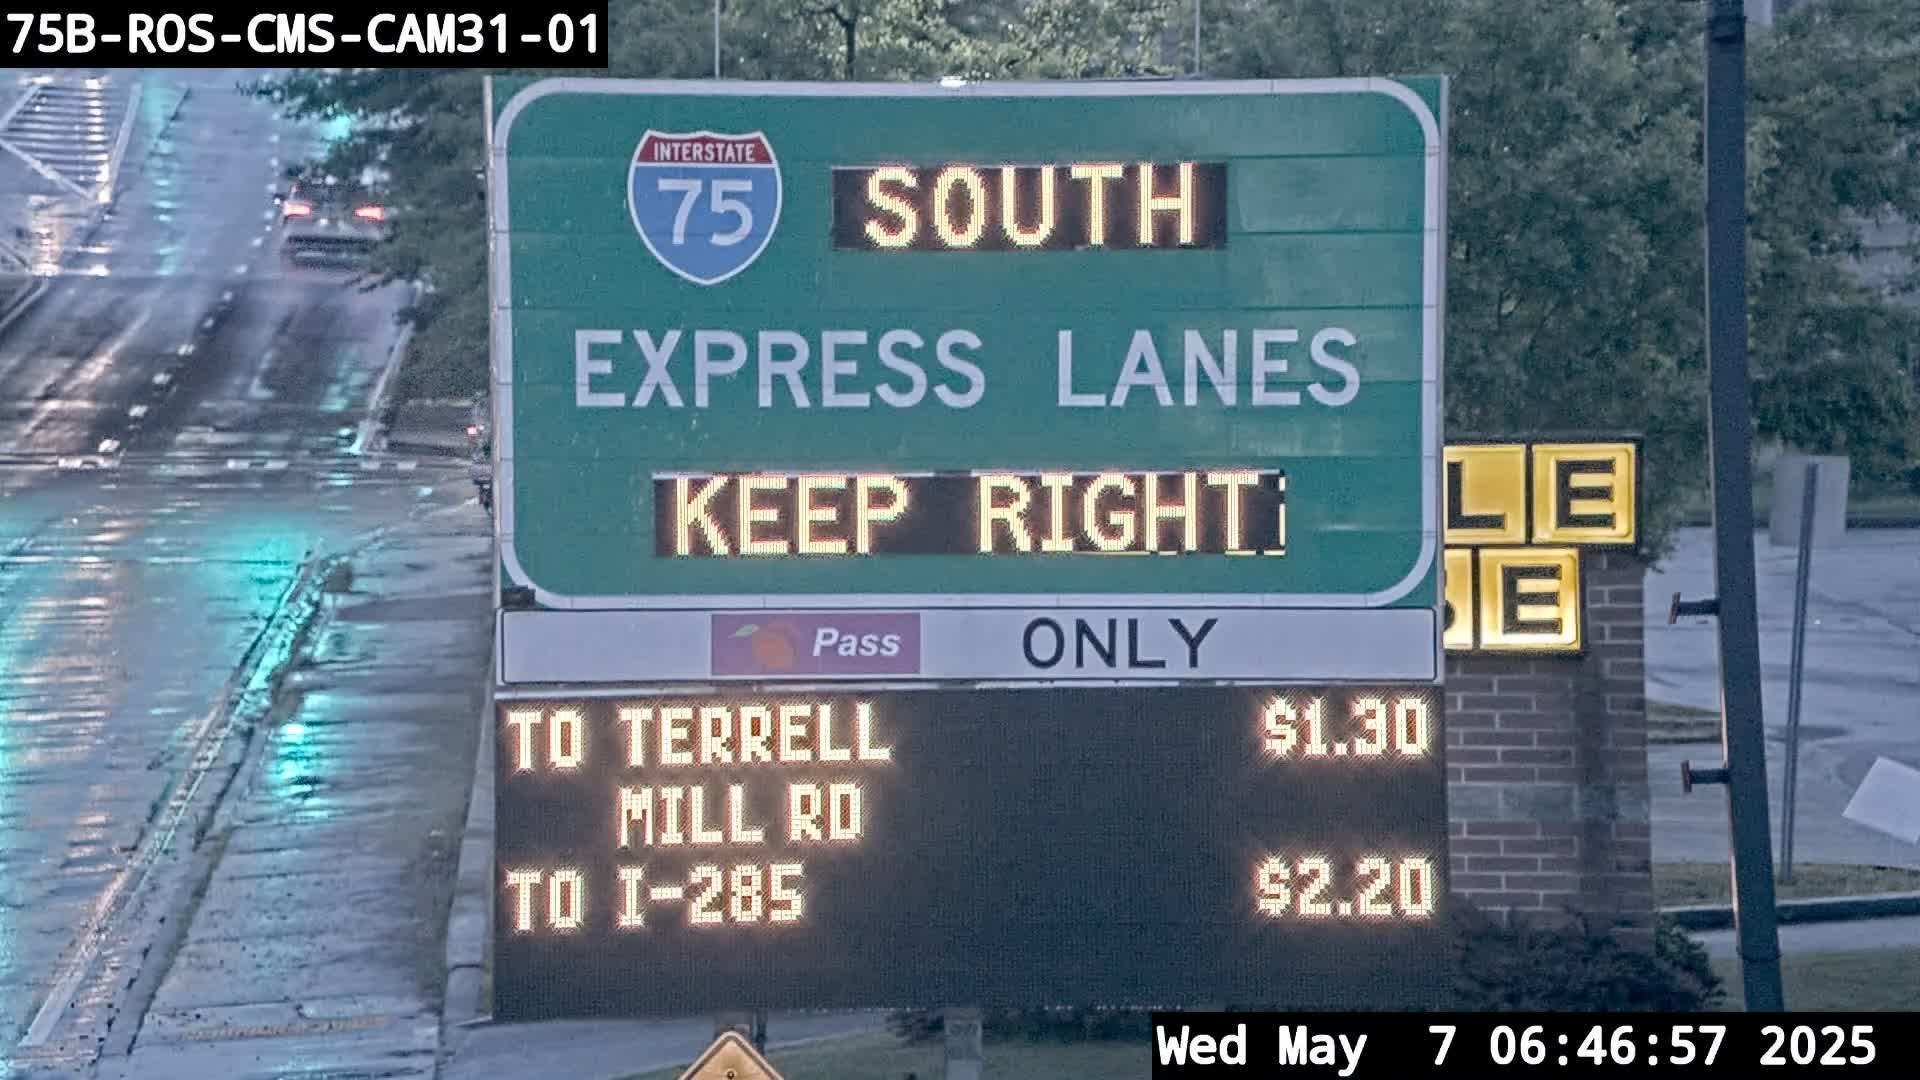 75B-ROS-CMS-CAM31-01
INTERSTATE
75
SOUTH
EXPRESS LANES
KEEP RIGHT
Pass ONLY
LE
E
TO TERRELL $1.30
MILL RD
TO I-285 $2.20
Wed May 7 06:46:57 2025